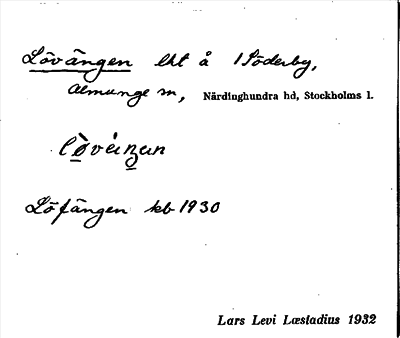 Lövängen lht å 1 Söderby,
Almunge sn, Närdinghundra hd, Stockholms l.
Löfängen kb 1930
Lars Levi Læstadius 1932